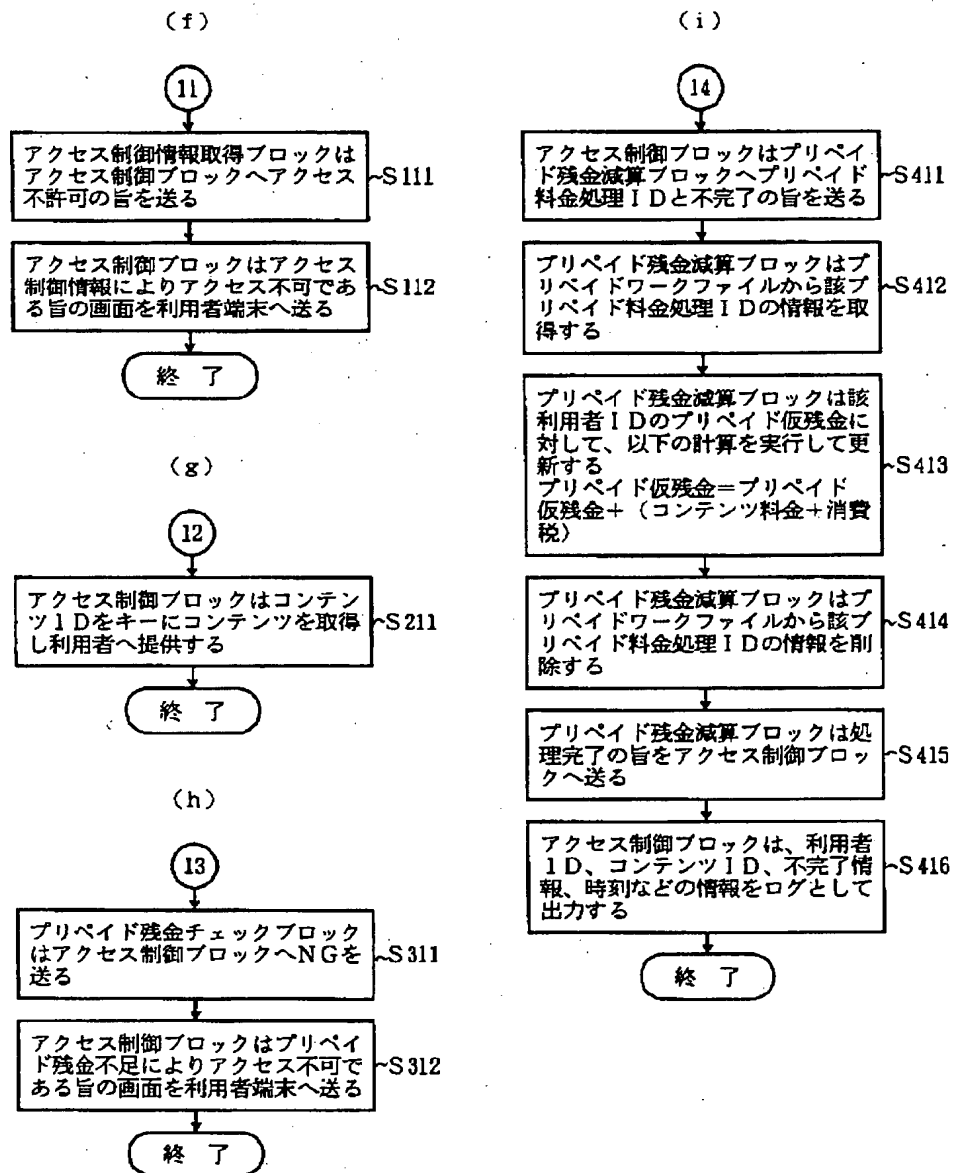 (f)
11
アクセス制御情報取得ブロックは
アクセス制御ブロックへアクセス
不許可の旨を送る
~S111
アクセス制御ブロックはアクセス
制御情報によりアクセス不可であ
る旨の画面を利用者端末へ送る
~S112
終 了
(g)
12
アクセス制御ブロックはコンテン
ツIDをキーにコンテンツを取得
し利用者へ提供する
~S211
終 了
(h)
13
プリペイド残金チェックブロック
はアクセス制御ブロックへNGを
送る
~S311
アクセス制御ブロックはプリペイ
ド残金不足によりアクセス不可で
ある旨の画面を利用者端末へ送る
~S312
終 了
(i)
14
アクセス制御ブロックはプリペイ
ド残金減算ブロックへプリペイド
料金処理IDと不完了の旨を送る
~S411
プリペイド残金減算ブロックはプ
リペイドワークファイルから該プ
リペイド料金処理IDの情報を取
得する
~S412
プリペイド残金減算ブロックは該
利用者IDのプリペイド仮残金に
対して、以下の計算を実行して更
新する
プリペイド仮残金=プリペイド
仮残金+(コンテンツ料金+消費
税)
~S413
プリペイド残金減算ブロックはプ
リペイドワークファイルから該プ
リペイド料金処理IDの情報を削
除する
~S414
プリペイド残金減算ブロックは処
理完了の旨をアクセス制御ブロッ
クへ送る
~S415
アクセス制御ブロックは、利用者
ID、コンテンツID、不完了情
報、時刻などの情報をログとして
出力する
~S416
終 了